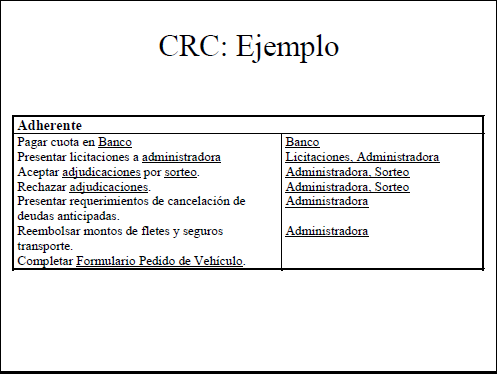 CRC: Ejemplo
Adherente
Pagar cuota en Banco
Banco
Presentar licitaciones a administradora
Licitaciones, Administradora
Aceptar adjudicaciones por sorteo.
Administradora, Sorteo
Rechazar adjudicaciones.
Administradora, Sorteo
Presentar requerimientos de cancelación de
Administradora
deudas anticipadas.
Reembolsar montos de fletes y seguros
Administradora
transporte.
Completar Formulario Pedido de Vehículo.